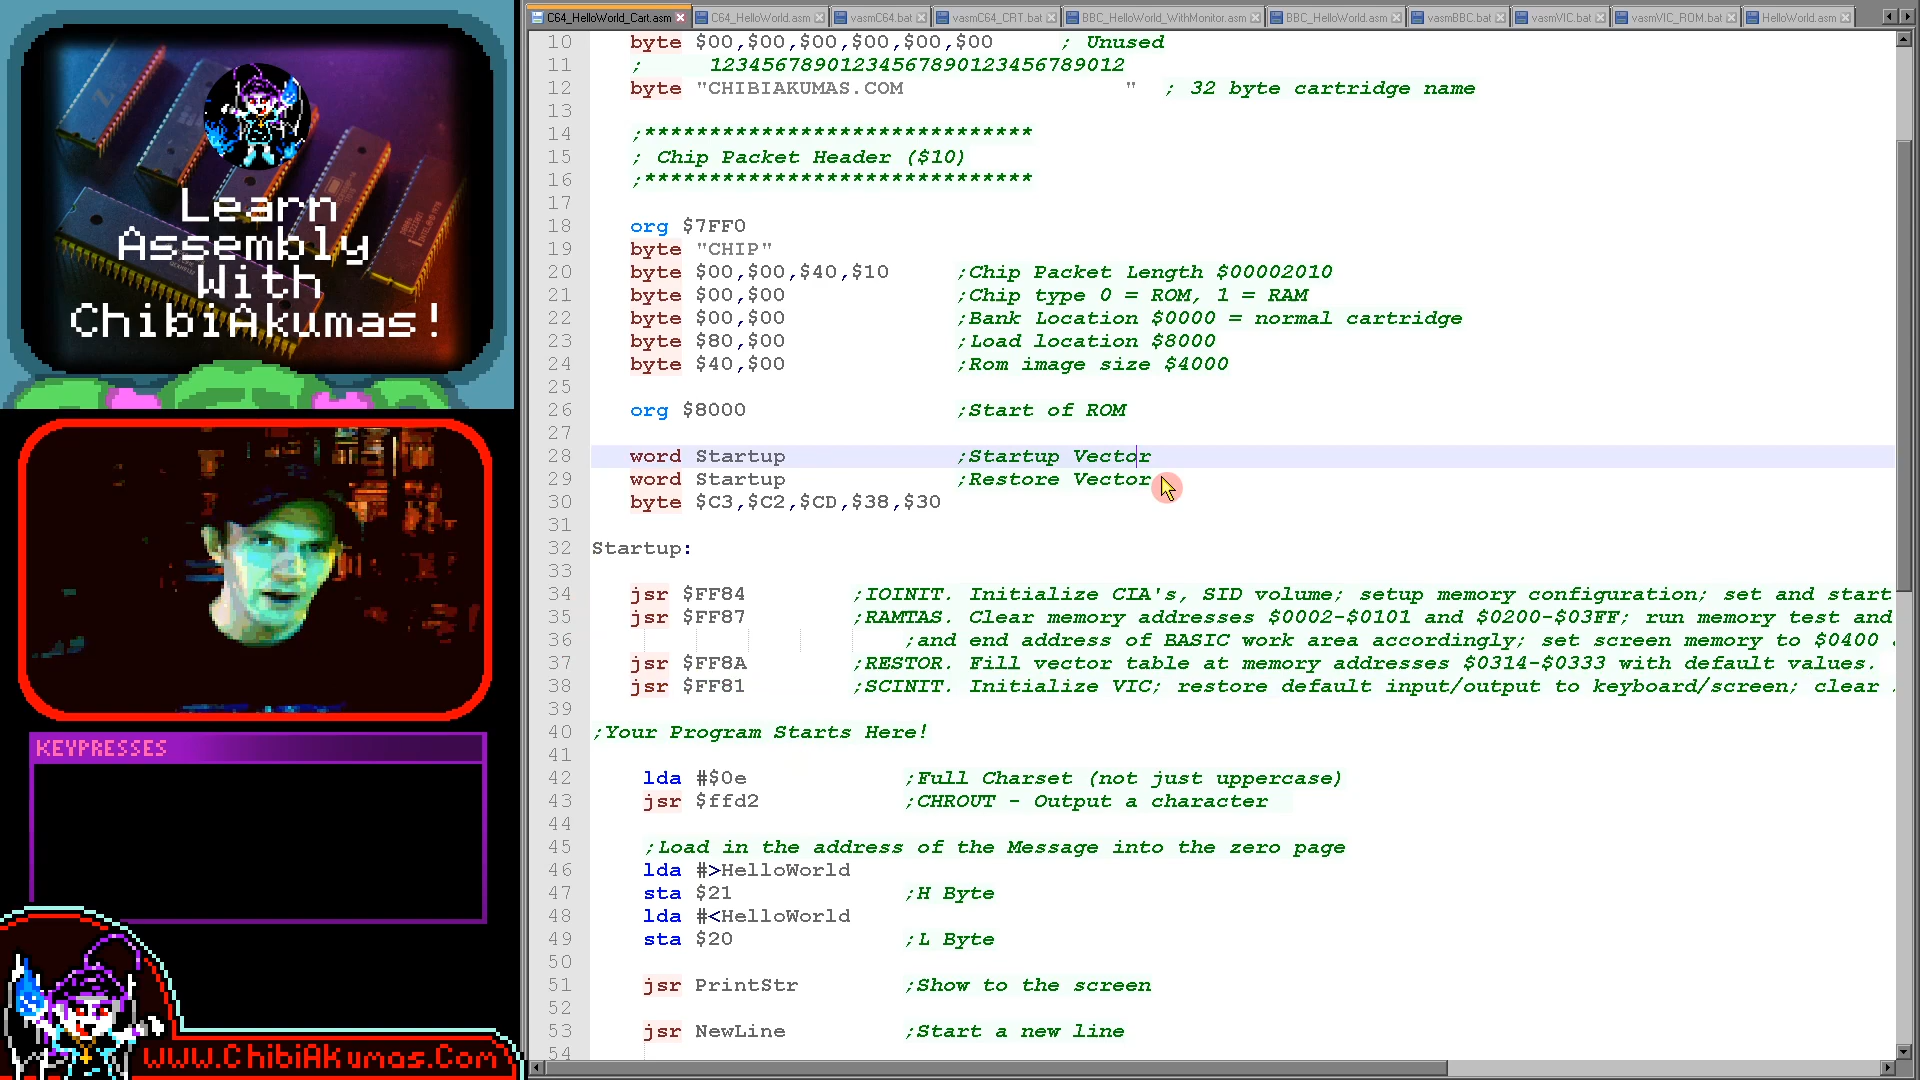 C64_HelloWorld_Cart.asm C64_HelloWorld.asm vasmC64.bat vasmC64_CRT.bat BBC_HelloWorld_WithMonitor.asm BBC_HelloWorld.asm vasmBBC.bat vasmVIC.bat vasmVIC_ROM.bat HelloWorld.asm
Learn
Assembly
With
ChibiAkumas!
KEYPRESSES
www.ChibiAkumas.Com
10 byte $00,$00,$00,$00,$00,$00 ; Unused
11 ; 12345678901234567890123456789012
12 byte "CHIBIAKUMAS.COM " ; 32 byte cartridge name
13
14 ;******************************
15 ; Chip Packet Header ($10)
16 ;******************************
17
18 org $7FF0
19 byte "CHIP"
20 byte $00,$00,$40,$10 ;Chip Packet Length $00002010
21 byte $00,$00 ;Chip type 0 = ROM, 1 = RAM
22 byte $00,$00 ;Bank Location $0000 = normal cartridge
23 byte $80,$00 ;Load location $8000
24 byte $40,$00 ;Rom image size $4000
25
26 org $8000 ;Start of ROM
27
28 word Startup ;Startup Vector
29 word Startup ;Restore Vector
30 byte $C3,$C2,$CD,$38,$30
31
32 Startup:
33
34 jsr $FF84 ;IOINIT. Initialize CIA's, SID volume; setup memory configuration; set and start
35 jsr $FF87 ;RAMTAS. Clear memory addresses $0002-$0101 and $0200-$03FF; run memory test and
36 ;and end address of BASIC work area accordingly; set screen memory to $0400
37 jsr $FF8A ;RESTOR. Fill vector table at memory addresses $0314-$0333 with default values.
38 jsr $FF81 ;SCINIT. Initialize VIC; restore default input/output to keyboard/screen; clear
39
40 ;Your Program Starts Here!
41
42 lda #$0e ;Full Charset (not just uppercase)
43 jsr $ffd2 ;CHROUT - Output a character
44
45 ;Load in the address of the Message into the zero page
46 lda #>HelloWorld
47 sta $21 ;H Byte
48 lda #<HelloWorld
49 sta $20 ;L Byte
50
51 jsr PrintStr ;Show to the screen
52
53 jsr NewLine ;Start a new line
54